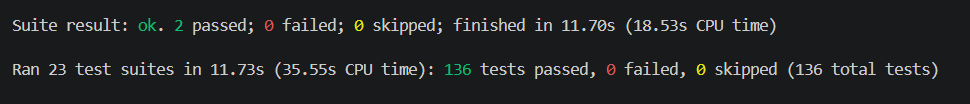 Suite result: ok. 2 passed; 0 failed; 0 skipped; finished in 11.70s (18.53s CPU time)
Ran 23 test suites in 11.73s (35.55s CPU time): 136 tests passed, 0 failed, 0 skipped (136 total tests)